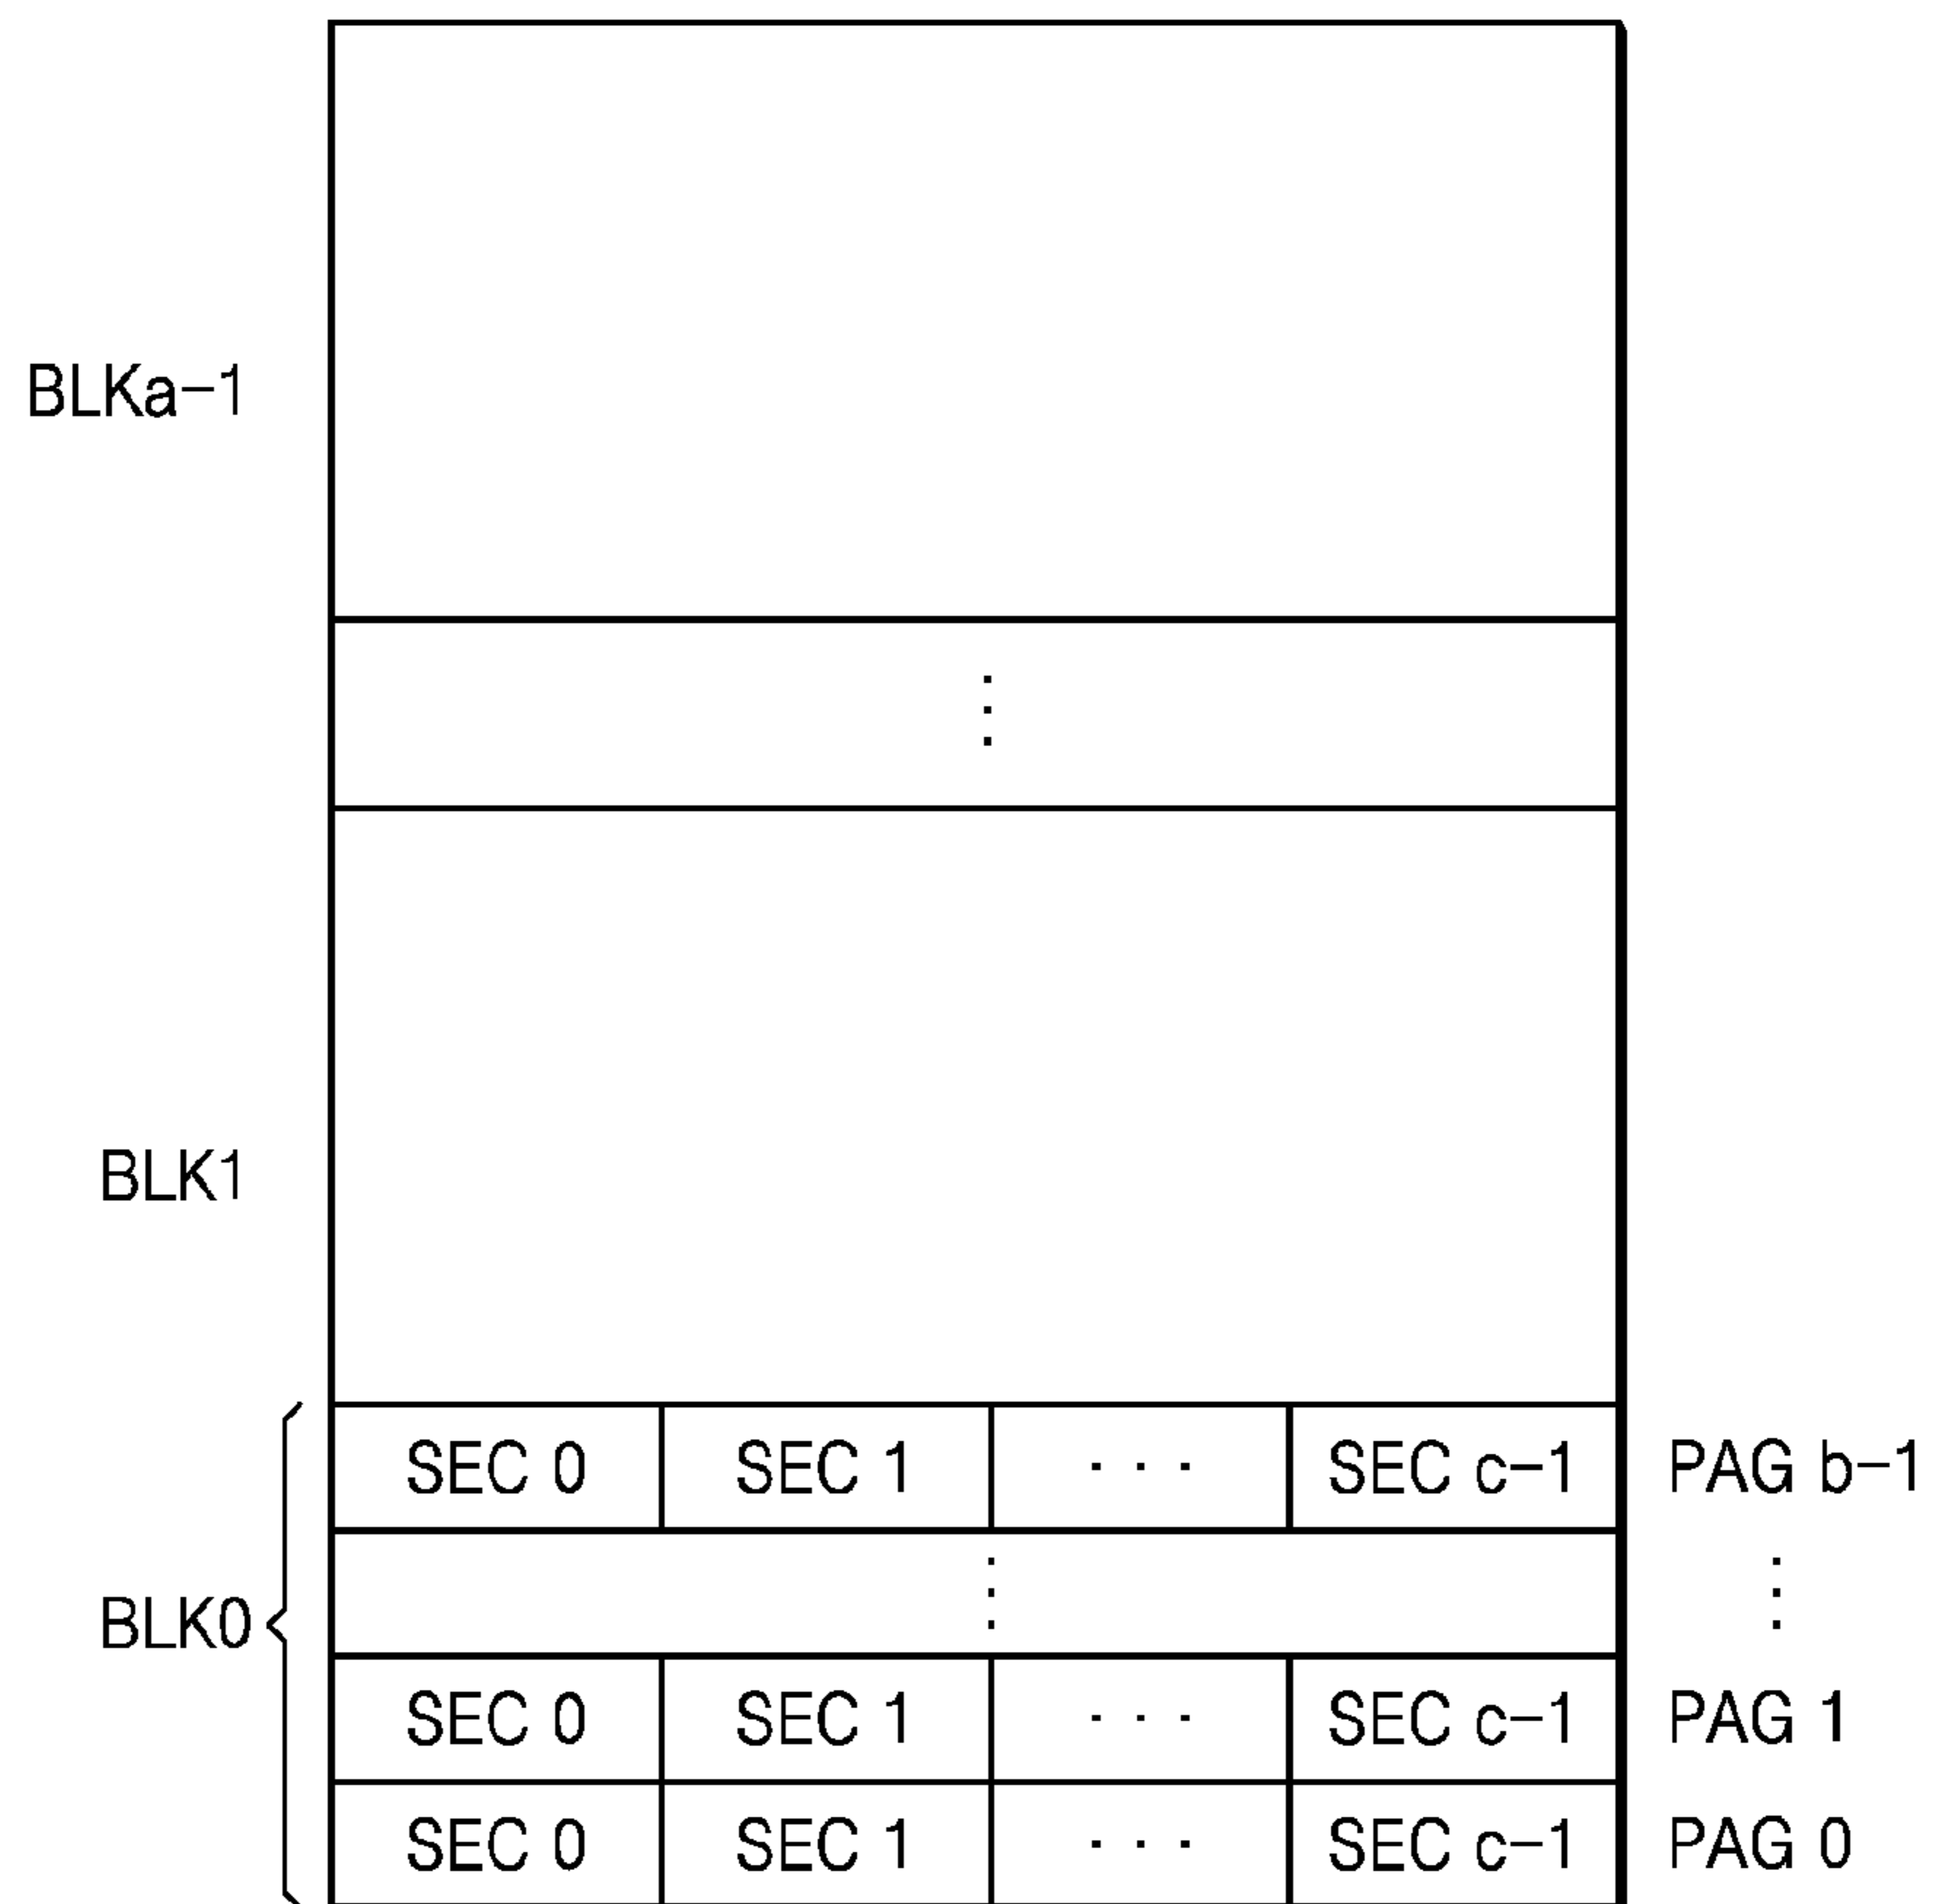 BLKa-1
⋮
BLK1
SEC 0 SEC 1 ··· SEC c-1 PAG b-1
BLK0 ⋮ ⋮
SEC 0 SEC 1 ··· SEC c-1 PAG 1
SEC 0 SEC 1 ··· SEC c-1 PAG 0